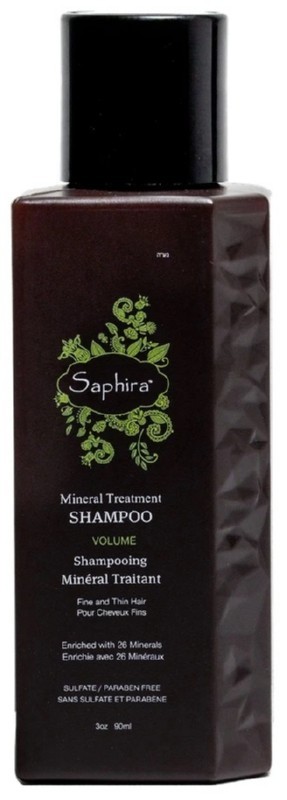 Saphira™
Mineral Treatment
SHAMPOO
VOLUME
Shampooing
Minéral Traitant
Fine and Thin Hair
Pour Cheveux Fins
Enriched with 26 Minerals
Enrichie avec 26 Minéraux
SULFATE / PARABEN FREE
SANS SULFATE ET PARABENE
3oz 90ml